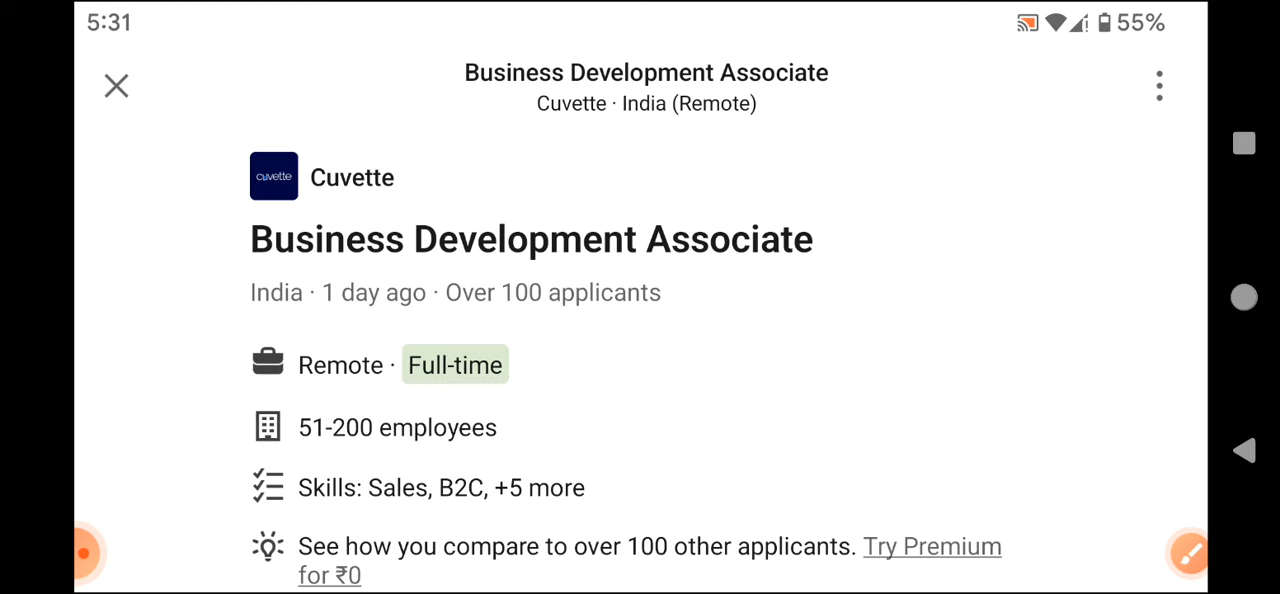 5:31
55%
Business Development Associate
Cuvette · India (Remote)
cuvette
Cuvette
Business Development Associate
India · 1 day ago · Over 100 applicants
Remote · Full-time
51-200 employees
Skills: Sales, B2C, +5 more
See how you compare to over 100 other applicants. Try Premium
for ₹0